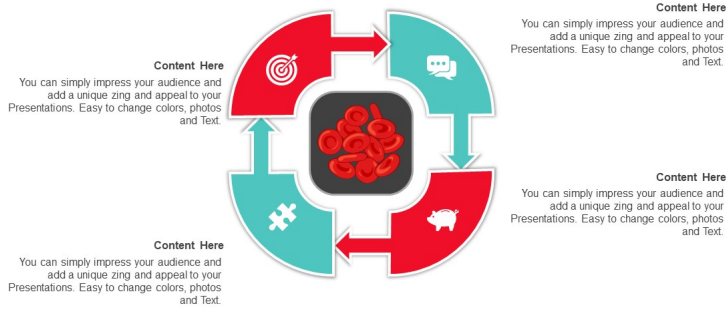 Content Here
You can simply impress your audience and
add a unique zing and appeal to your
Presentations. Easy to change colors, photos
and Text.
Content Here
You can simply impress your audience and
add a unique zing and appeal to your
Presentations. Easy to change colors, photos
and Text.
Content Here
You can simply impress your audience and
add a unique zing and appeal to your
Presentations. Easy to change colors, photos
and Text.
Content Here
You can simply impress your audience and
add a unique zing and appeal to your
Presentations. Easy to change colors, photos
and Text.